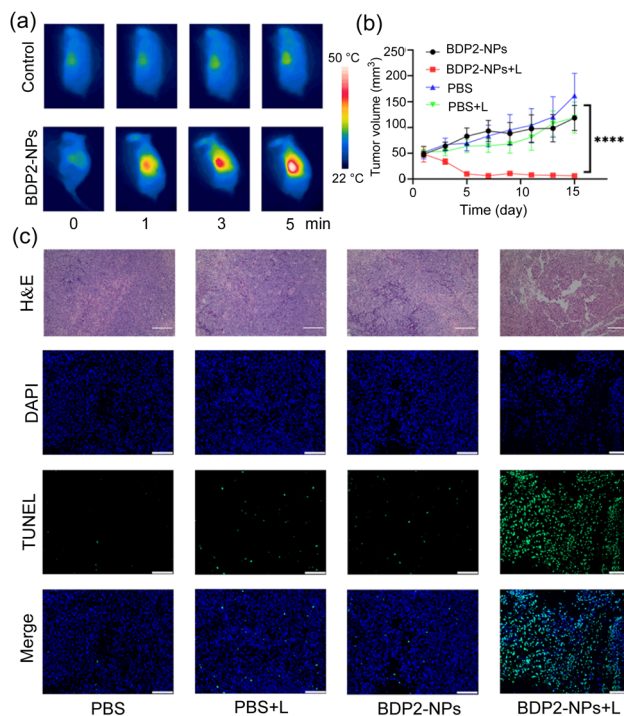 (a)
Control
BDP2-NPs
50 °C
22 °C
0 1 3 5 min
(b)
Tumor volume (mm³)
250
200
150
100
50
0
0 5 10 15
Time (day)
BDP2-NPs
BDP2-NPs+L
PBS
PBS+L
****
(c)
H&E
DAPI
TUNEL
Merge
PBS PBS+L BDP2-NPs BDP2-NPs+L